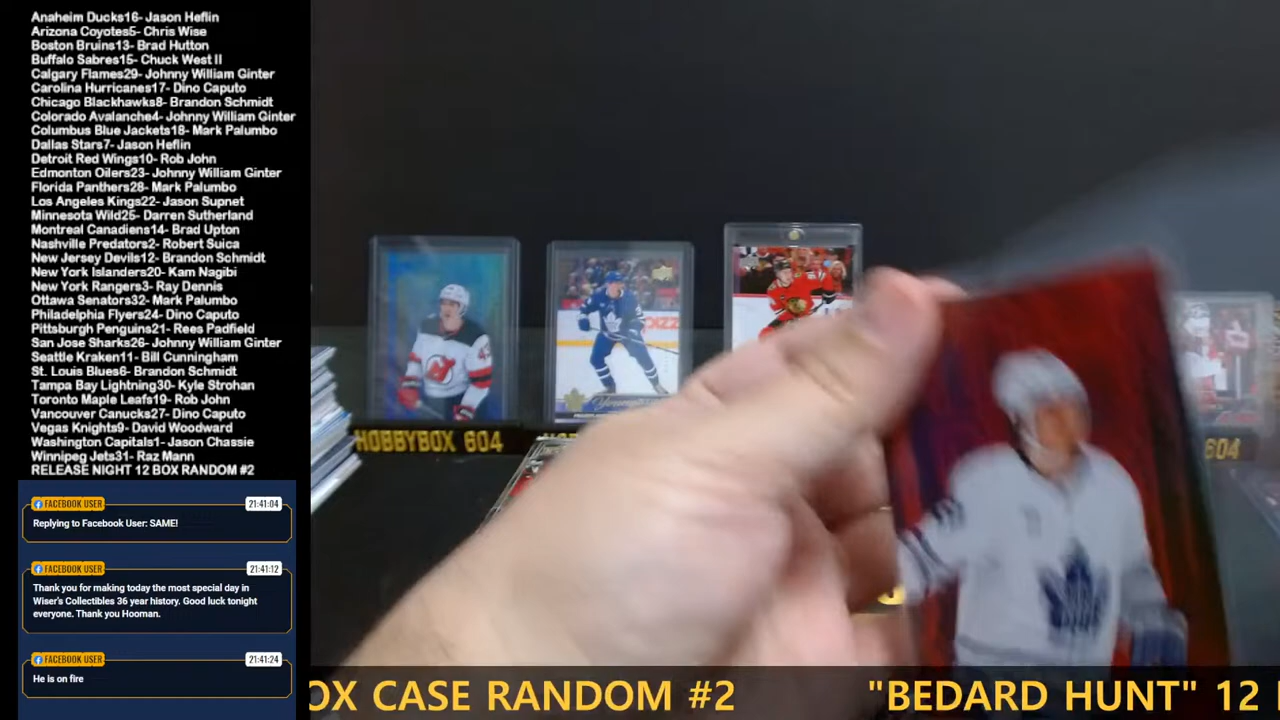 Anaheim Ducks16- Jason Heflin
Arizona Coyotes5- Chris Wise
Boston Bruins13- Brad Hutton
Buffalo Sabres15- Chuck West II
Calgary Flames29- Johnny William Ginter
Carolina Hurricanes17- Dino Caputo
Chicago Blackhawks8- Brandon Schmidt
Colorado Avalanche4- Johnny William Ginter
Columbus Blue Jackets18- Mark Palumbo
Dallas Stars7- Jason Heflin
Detroit Red Wings10- Rob John
Edmonton Oilers23- Johnny William Ginter
Florida Panthers28- Mark Palumbo
Los Angeles Kings22- Jason Supnet
Minnesota Wild25- Darren Sutherland
Montreal Canadiens14- Brad Upton
Nashville Predators2- Robert Suica
New Jersey Devils12- Brandon Schmidt
New York Islanders20- Kam Nagibi
New York Rangers3- Ray Dennis
Ottawa Senators32- Mark Palumbo
Philadelphia Flyers24- Dino Caputo
Pittsburgh Penguins21- Rees Padfield
San Jose Sharks26- Johnny William Ginter
Seattle Kraken11- Bill Cunningham
St. Louis Blues6- Brandon Schmidt
Tampa Bay Lightning30- Kyle Strohan
Toronto Maple Leafs19- Rob John
Vancouver Canucks27- Dino Caputo
Vegas Knights9- David Woodward
Washington Capitals1- Jason Chassie
Winnipeg Jets31- Raz Mann
RELEASE NIGHT 12 BOX RANDOM #2
FACEBOOK USER 21:41:04
Replying to Facebook User: SAME!
FACEBOOK USER 21:41:12
Thank you for making today the most special day in
Wiser's Collectibles 36 year history. Good luck tonight
everyone. Thank you Hooman.
FACEBOOK USER 21:41:24
He is on fire
HOBBYBOX 604
604
OX CASE RANDOM #2 "BEDARD HUNT" 12